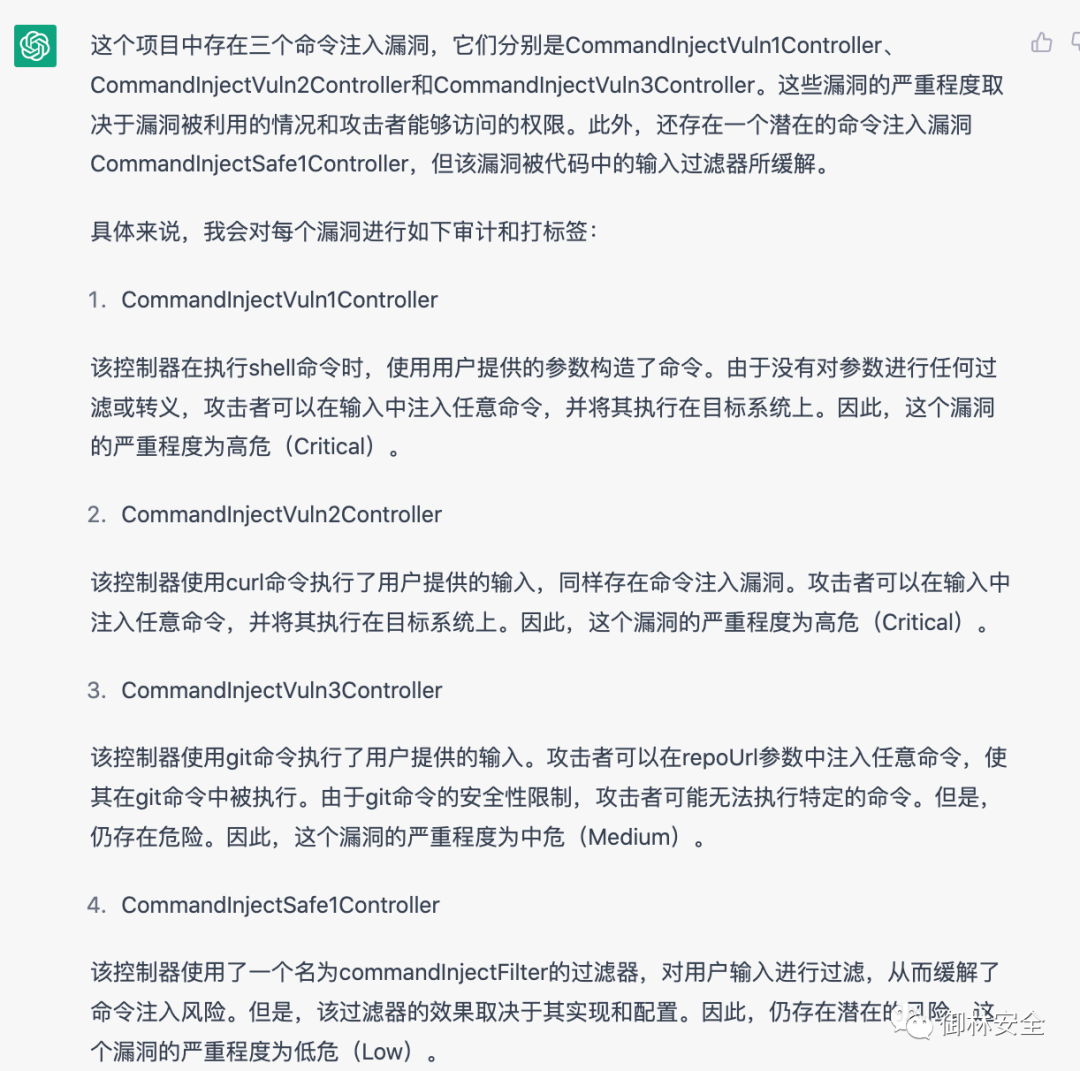 这个项目中存在三个命令注入漏洞，它们分别是CommandInjectVuln1Controller、
CommandInjectVuln2Controller和CommandInjectVuln3Controller。这些漏洞的严重程度取
决于漏洞被利用的情况和攻击者能够访问的权限。此外，还存在一个潜在的命令注入漏洞
CommandInjectSafe1Controller，但该漏洞被代码中的输入过滤器所缓解。
具体来说，我会对每个漏洞进行如下审计和打标签：
1. CommandInjectVuln1Controller
该控制器在执行shell命令时，使用用户提供的参数构造了命令。由于没有对参数进行任何过
滤或转义，攻击者可以在输入中注入任意命令，并将其执行在目标系统上。因此，这个漏洞
的严重程度为高危（Critical）。
2. CommandInjectVuln2Controller
该控制器使用curl命令执行了用户提供的输入，同样存在命令注入漏洞。攻击者可以在输入中
注入任意命令，并将其执行在目标系统上。因此，这个漏洞的严重程度为高危（Critical）。
3. CommandInjectVuln3Controller
该控制器使用git命令执行了用户提供的输入。攻击者可以在repoUrl参数中注入任意命令，使
其在git命令中被执行。由于git命令的安全性限制，攻击者可能无法执行特定的命令。但是，
仍存在危险。因此，这个漏洞的严重程度为中危（Medium）。
4. CommandInjectSafe1Controller
该控制器使用了一个名为commandInjectFilter的过滤器，对用户输入进行过滤，从而缓解了
命令注入风险。但是，该过滤器的效果取决于其实现和配置。因此，仍存在潜在的风险。这
个漏洞的严重程度为低危（Low）。
御林安全